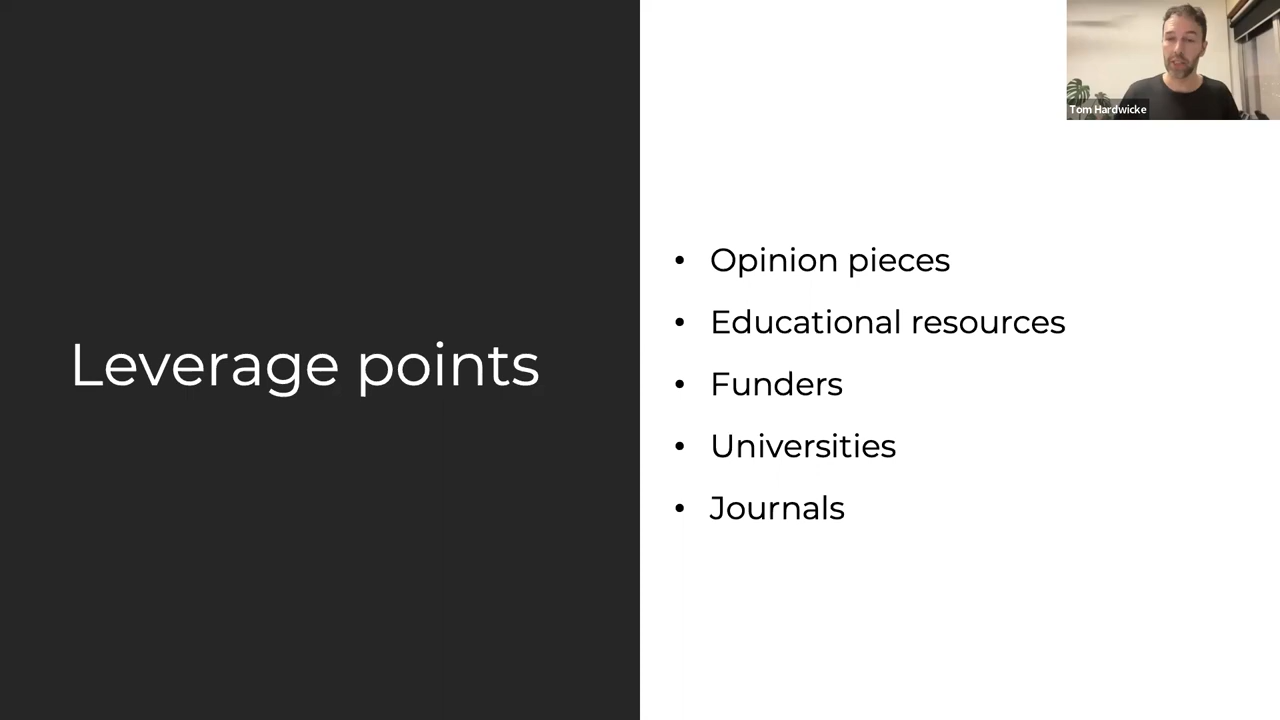 Leverage points
Tom Hardwicke
• Opinion pieces
• Educational resources
• Funders
• Universities
• Journals